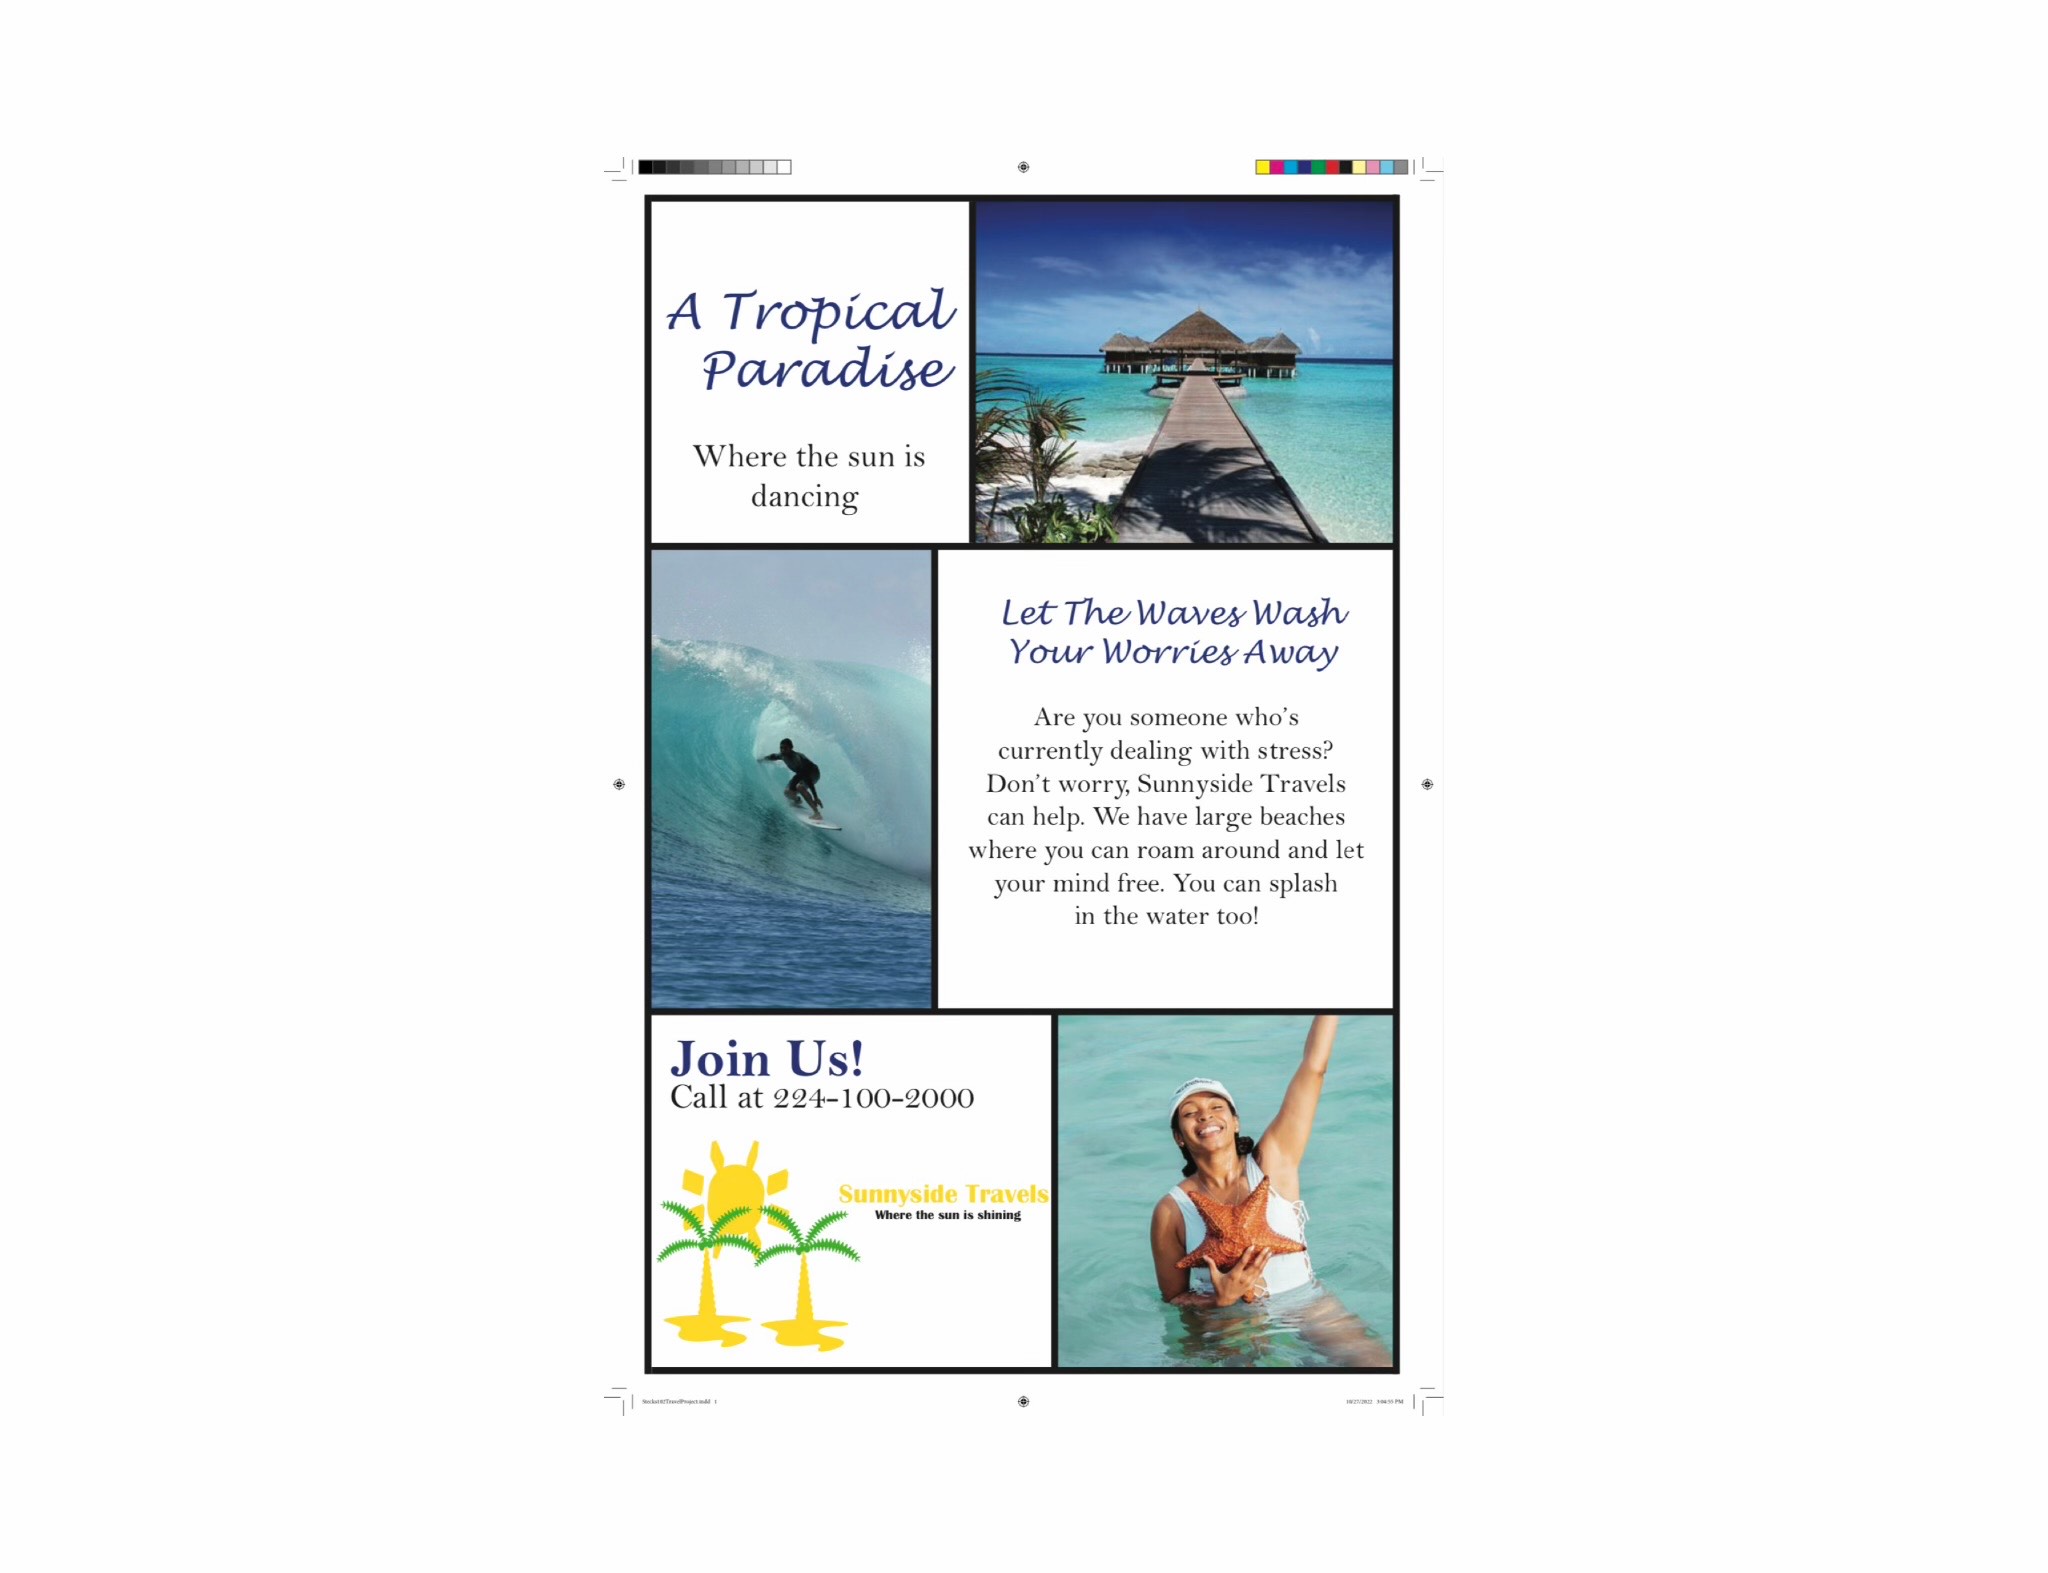 A Tropical
Paradise
Where the sun is
dancing
Let The Waves Wash
Your Worries Away
Are you someone who's
currently dealing with stress?
Don't worry, Sunnyside Travels
can help. We have large beaches
where you can roam around and let
your mind free. You can splash
in the water too!
Join Us!
Call at 224-100-2000
Sunnyside Travels
Where the sun is shining